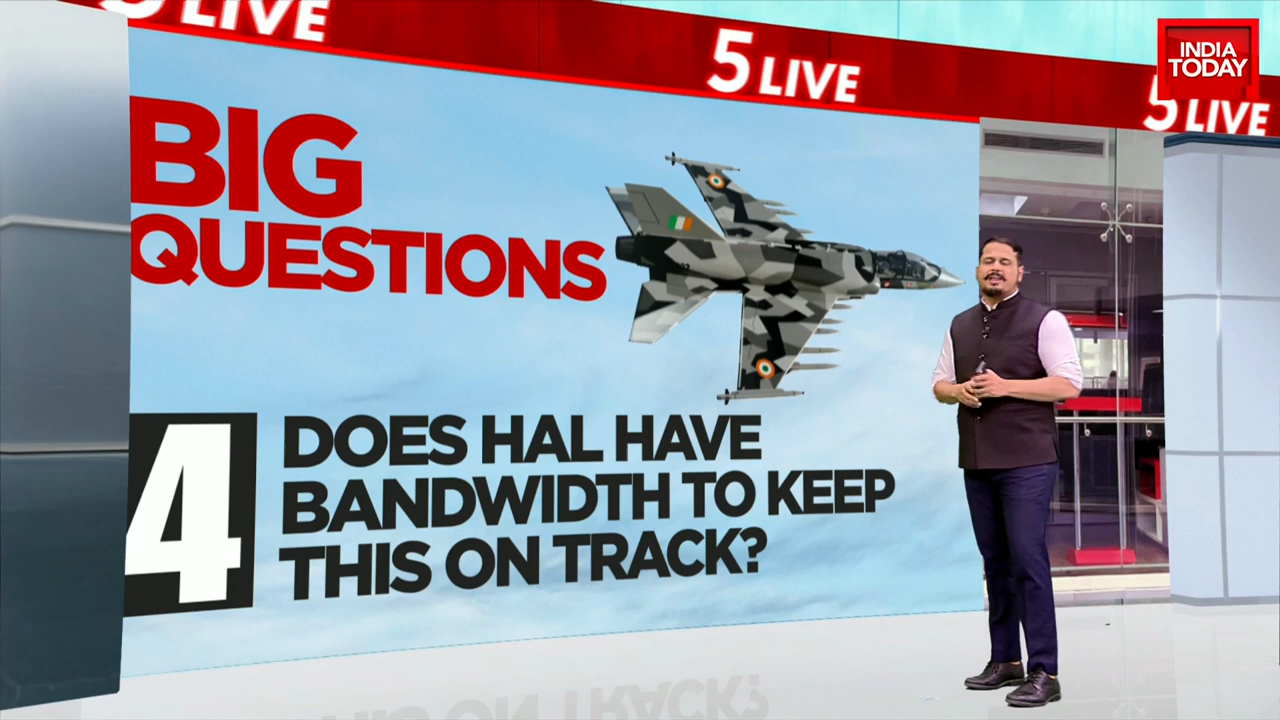 5 LIVE
5 LIVE
INDIA
TODAY
5 LIVE
BIG
QUESTIONS
4
DOES HAL HAVE
BANDWIDTH TO KEEP
THIS ON TRACK?